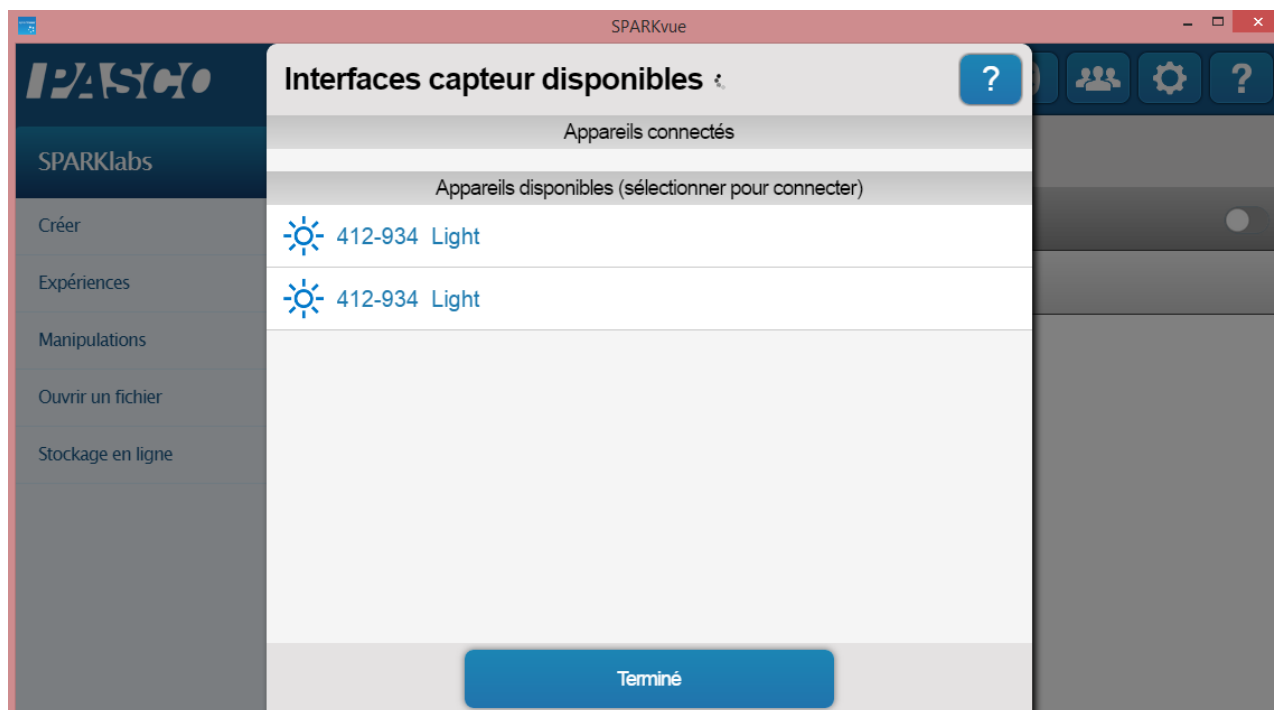 SPARKvue
PASCO
Interfaces capteur disponibles
?
?
Appareils connectés
SPARKlabs
Appareils disponibles (sélectionner pour connecter)
Créer
412-934 Light
Expériences
412-934 Light
Manipulations
Ouvrir un fichier
Stockage en ligne
Terminé